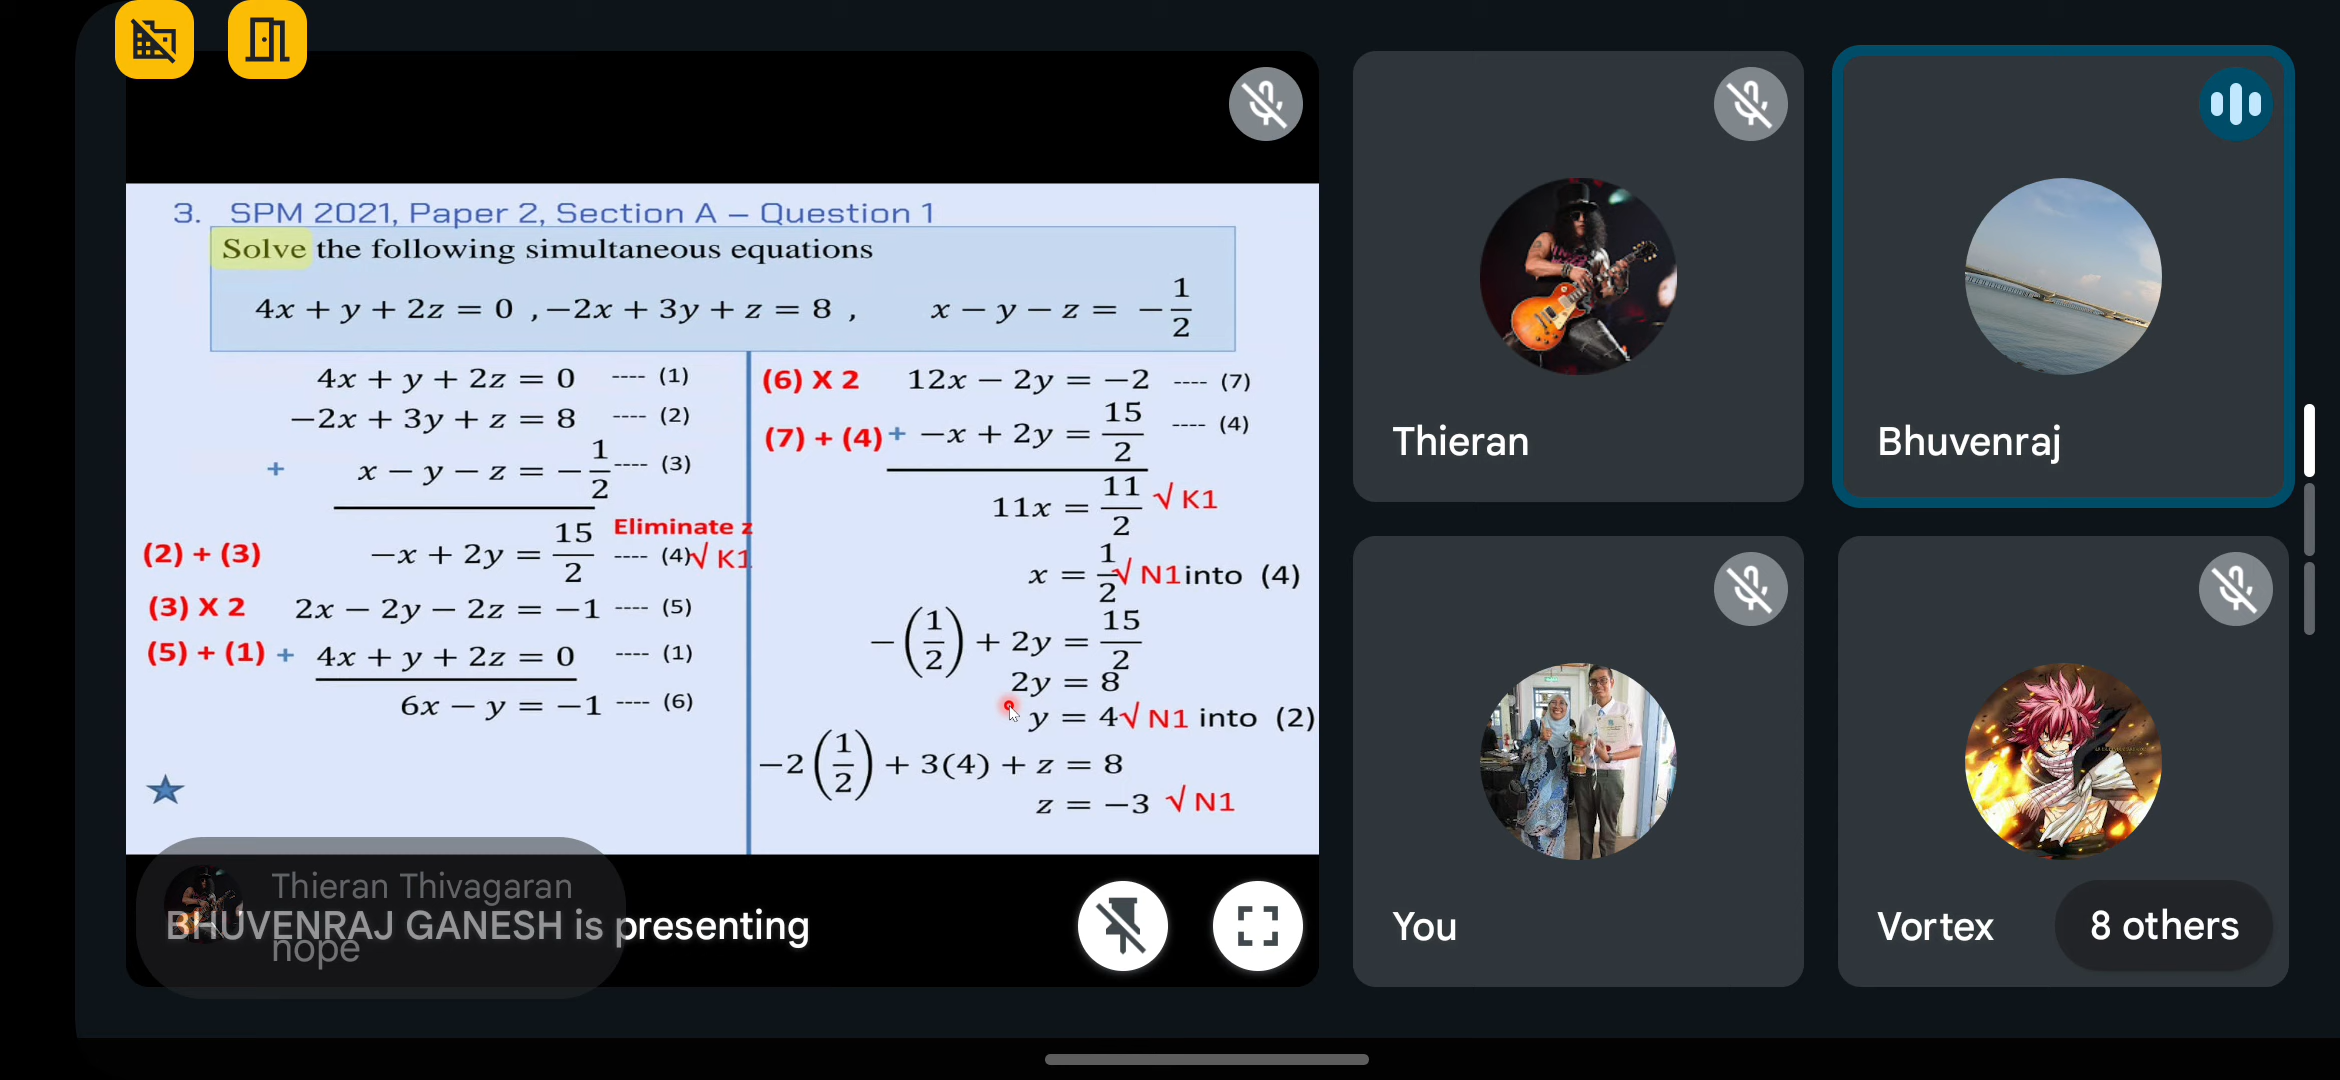 3. SPM 2021, Paper 2, Section A – Question 1
Solve the following simultaneous equations
4x + y + 2z = 0 , −2x + 3y + z = 8 , x − y − z = −1/2
4x + y + 2z = 0 ---- (1)
−2x + 3y + z = 8 ---- (2)
+ x − y − z = −1/2 ---- (3)
Eliminate z
(2) + (3) −x + 2y = 15/2 ---- (4) √ K1
(3) X 2 2x − 2y − 2z = −1 ---- (5)
(5) + (1) + 4x + y + 2z = 0 ---- (1)
6x − y = −1 ---- (6)
(6) X 2 12x − 2y = −2 ---- (7)
(7) + (4) + −x + 2y = 15/2 ---- (4)
11x = 11/2 √ K1
x = 1/2 √ N1 into (4)
−(1/2) + 2y = 15/2
2y = 8
y = 4 √ N1 into (2)
−2(1/2) + 3(4) + z = 8
z = −3 √ N1
Thieran Thivagaran
nope
BHUVENRAJ GANESH is presenting
Thieran
Bhuvenraj
You
Vortex
8 others